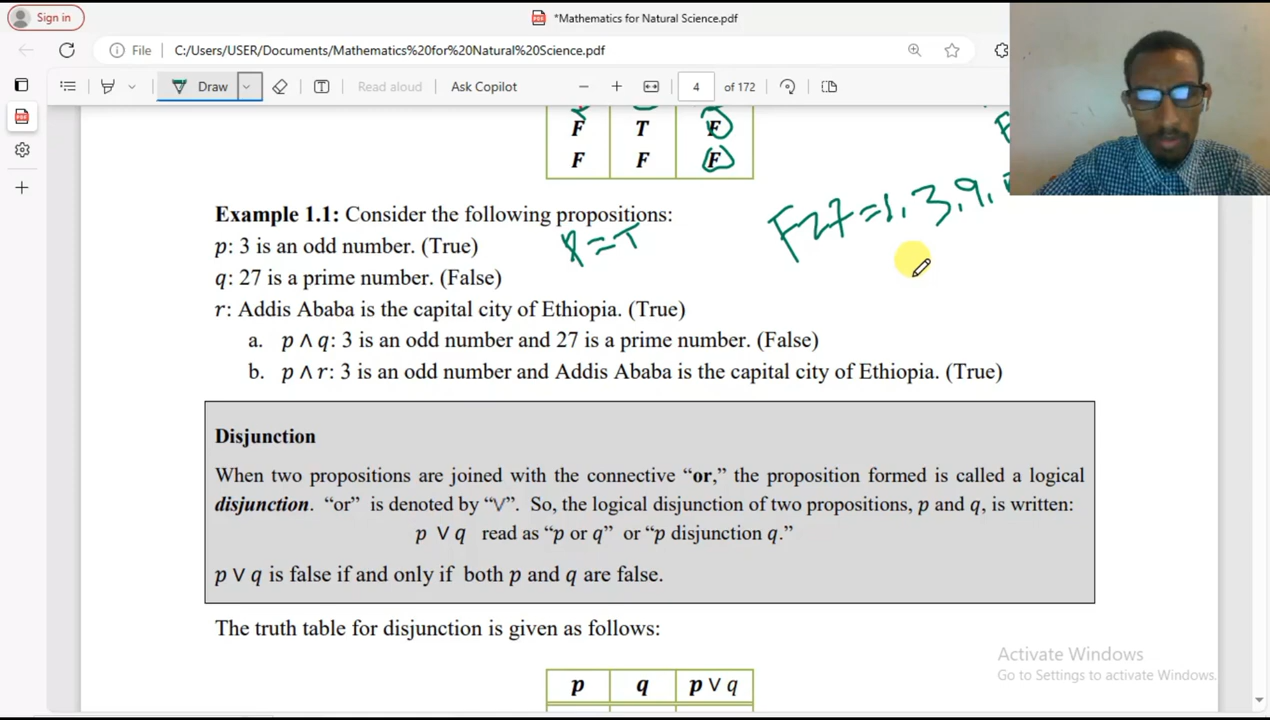 Sign in
*Mathematics for Natural Science.pdf
File
C:/Users/USER/Documents/Mathematics%20for%20Natural%20Science.pdf
Draw
Read aloud
Ask Copilot
4 of 172
F T F
F F F
F27 = 1, 3, 9,
Example 1.1: Consider the following propositions:
p: 3 is an odd number. (True)
= T
q: 27 is a prime number. (False)
r: Addis Ababa is the capital city of Ethiopia. (True)
a. p ∧ q: 3 is an odd number and 27 is a prime number. (False)
b. p ∧ r: 3 is an odd number and Addis Ababa is the capital city of Ethiopia. (True)
Disjunction
When two propositions are joined with the connective “or,” the proposition formed is called a logical
disjunction. “or” is denoted by “∨”. So, the logical disjunction of two propositions, p and q, is written:
p ∨ q read as “p or q” or “p disjunction q.”
p ∨ q is false if and only if both p and q are false.
The truth table for disjunction is given as follows:
p q p ∨ q
Activate Windows
Go to Settings to activate Windows.